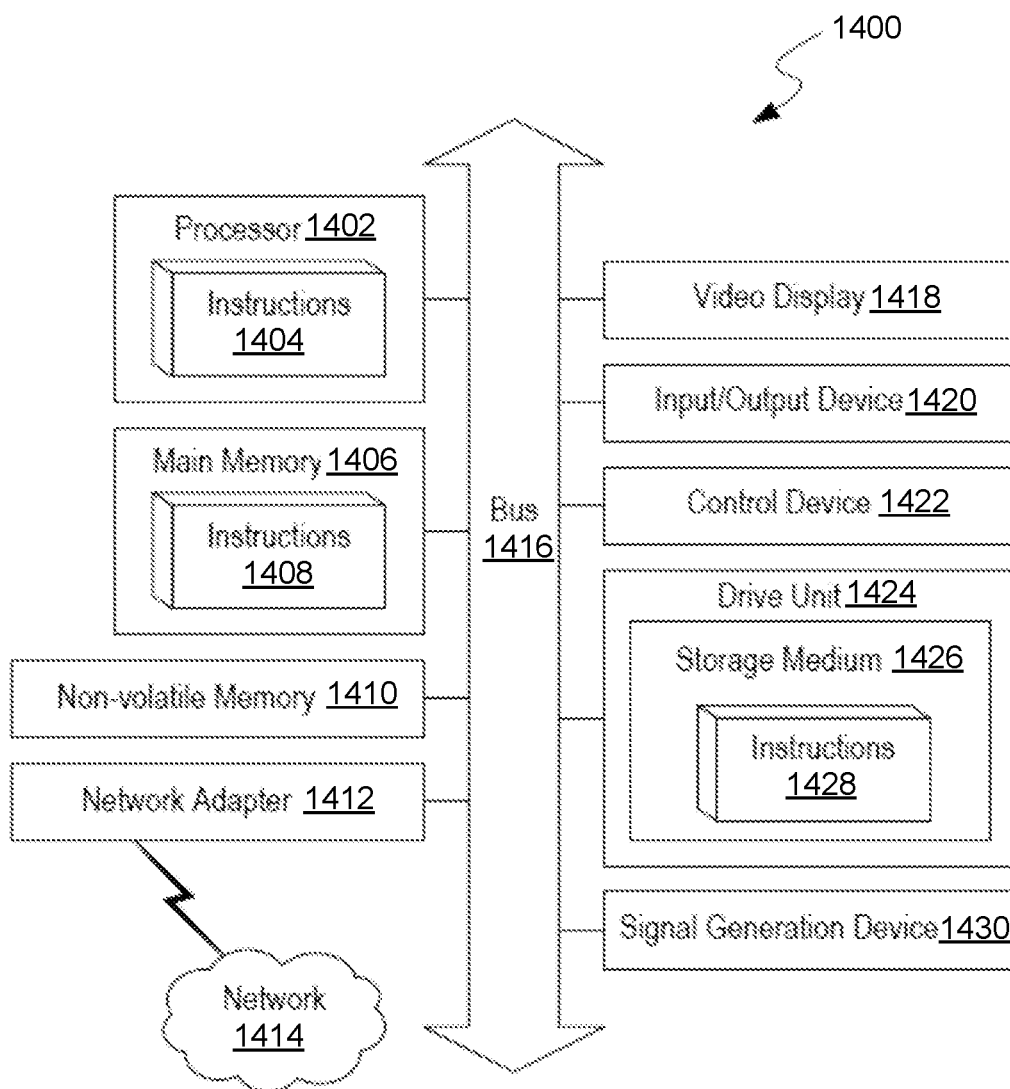 1400
Processor 1402
Instructions
1404
Main Memory 1406
Instructions
1408
Non-volatile Memory 1410
Network Adapter 1412
Network
1414
Bus
1416
Video Display 1418
Input/Output Device 1420
Control Device 1422
Drive Unit 1424
Storage Medium 1426
Instructions
1428
Signal Generation Device 1430